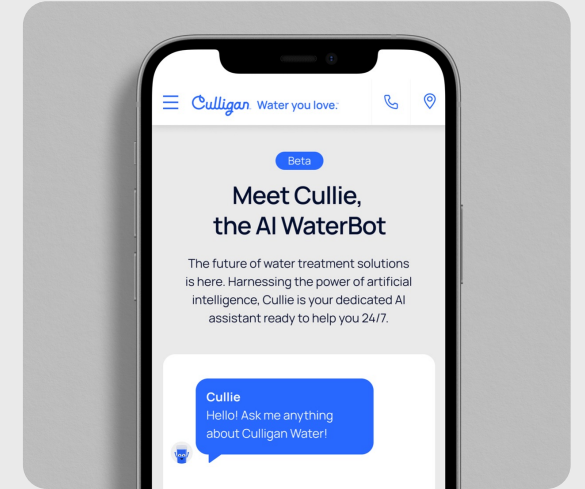 Culligan. Water you love.
Beta
Meet Cullie,
the AI WaterBot
The future of water treatment solutions
is here. Harnessing the power of artificial
intelligence, Cullie is your dedicated AI
assistant ready to help you 24/7.
Cullie
Hello! Ask me anything
about Culligan Water!